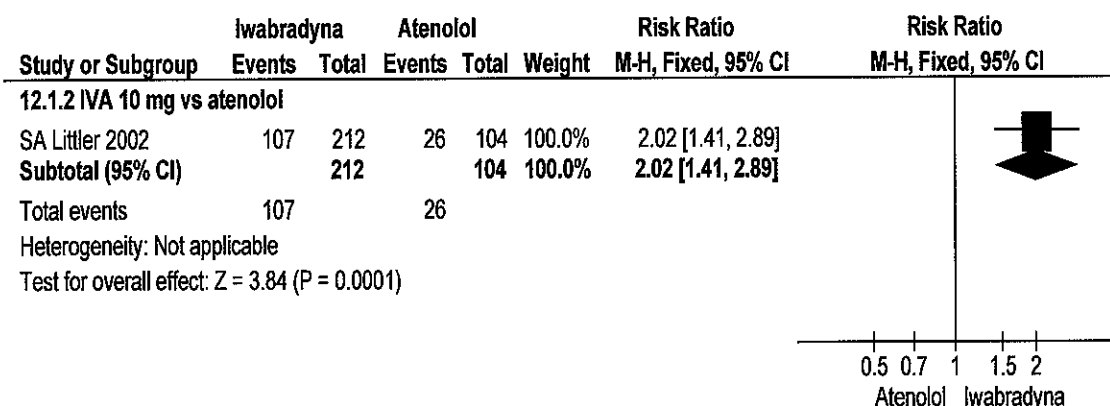 Iwabradyna Atenolol Risk Ratio Risk Ratio
Study or Subgroup Events Total Events Total Weight M-H, Fixed, 95% CI M-H, Fixed, 95% CI
12.1.2 IVA 10 mg vs atenolol
SA Littler 2002 107 212 26 104 100.0% 2.02 [1.41, 2.89]
Subtotal (95% CI) 212 104 100.0% 2.02 [1.41, 2.89]
Total events 107 26
Heterogeneity: Not applicable
Test for overall effect: Z = 3.84 (P = 0.0001)
0.5 0.7 1 1.5 2
Atenolol Iwabradyna